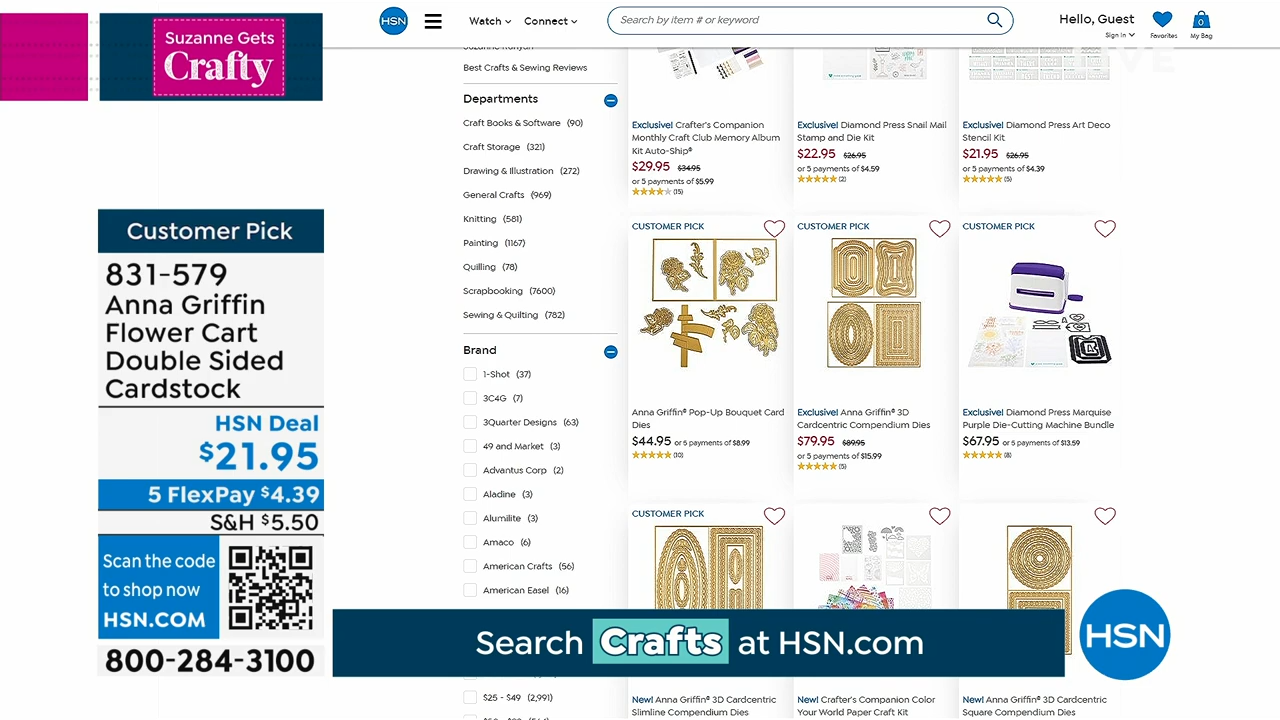 Suzanne Gets
Crafty
HSN
Watch
Connect
Search by item # or keyword
Hello, Guest
Sign In
Favorites
0
My Bag
LIVE
Best Crafts & Sewing Reviews
Departments
Craft Books & Software (90)
Craft Storage (321)
Drawing & Illustration (272)
General Crafts (969)
Knitting (581)
Painting (1167)
Quilling (78)
Scrapbooking (7600)
Sewing & Quilting (782)
Brand
1-Shot (37)
3C4G (7)
3Quarter Designs (63)
49 and Market (3)
Advantus Corp (2)
Aladine (3)
Alumilite (3)
Amaco (6)
American Crafts (56)
American Easel (16)
$25 - $49 (2,991)
Exclusive! Crafter's Companion
Monthly Craft Club Memory Album
Kit Auto-Ship®
$29.95 $34.95
or 5 payments of $5.99
(15)
Exclusive! Diamond Press Snail Mail
Stamp and Die Kit
$22.95 $26.95
or 5 payments of $4.59
(2)
Exclusive! Diamond Press Art Deco
Stencil Kit
$21.95 $26.95
or 5 payments of $4.39
(5)
CUSTOMER PICK
Anna Griffin® Pop-Up Bouquet Card
Dies
$44.95 or 5 payments of $8.99
(10)
CUSTOMER PICK
Exclusive! Anna Griffin® 3D
Cardcentric Compendium Dies
$79.95 $89.95
or 5 payments of $15.99
(5)
CUSTOMER PICK
Exclusive! Diamond Press Marquise
Purple Die-Cutting Machine Bundle
$67.95 or 5 payments of $13.59
(8)
CUSTOMER PICK
New! Anna Griffin® 3D Cardcentric
Slimline Compendium Dies
New! Crafter's Companion Color
Your World Paper Craft Kit
New! Anna Griffin® 3D Cardcentric
Square Compendium Dies
Customer Pick
831-579
Anna Griffin
Flower Cart
Double Sided
Cardstock
HSN Deal
$21.95
5 FlexPay $4.39
S&H $5.50
Scan the code
to shop now
HSN.COM
800-284-3100
Search Crafts at HSN.com
HSN